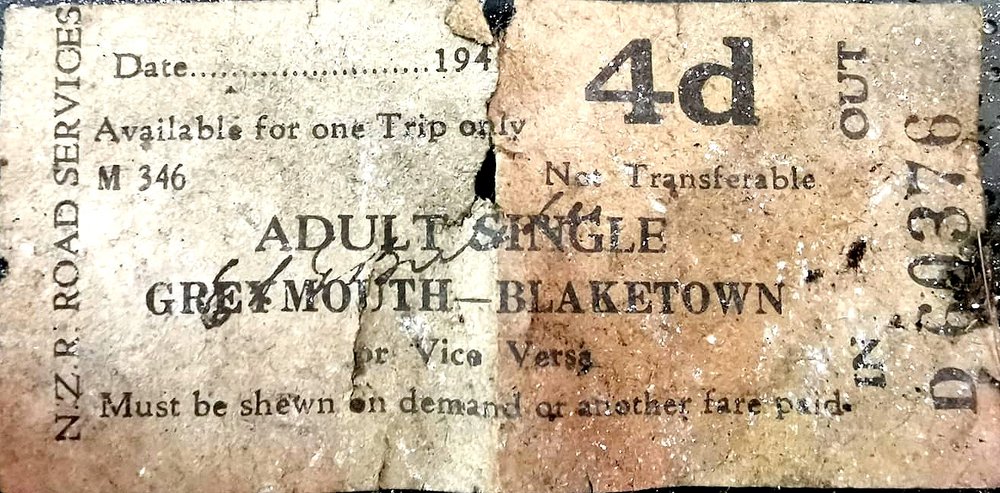 N.Z.R. ROAD SERVICES
Date..........................194
4d
Available for one Trip only
M 346
Not Transferable
ADULT SINGLE
GREYMOUTH—BLAKETOWN
or Vice Versa
Must be shewn on demand or another fare paid.
OUT
IN
D 60376